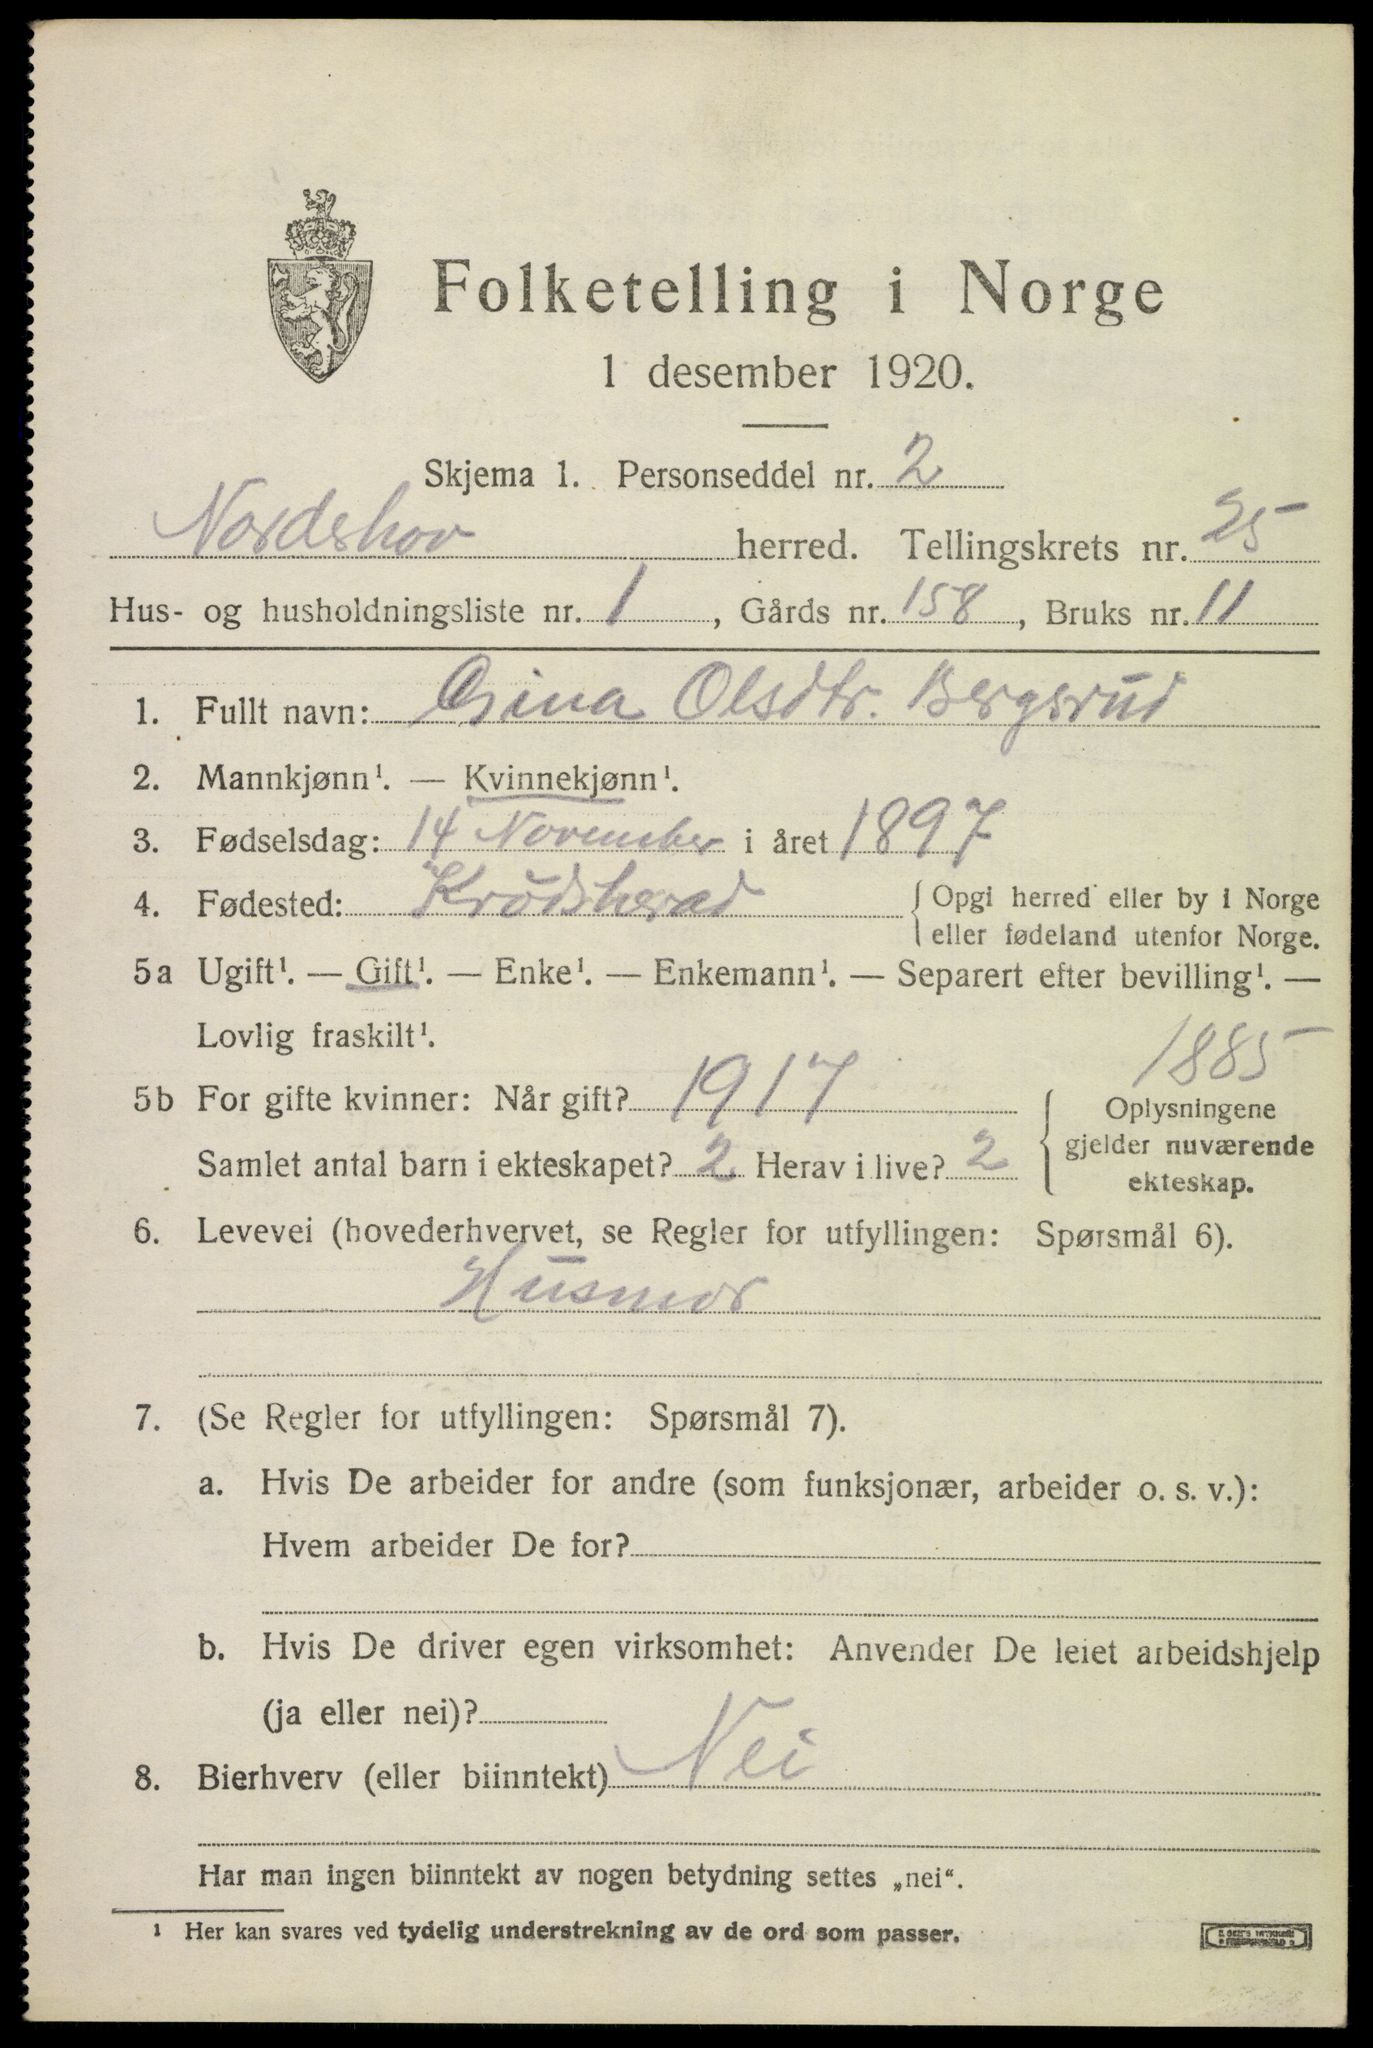 Folketelling i Norge
1 desember 1920.
Skjema 1. Personseddel nr. 2
Nordehov herred. Tellingskrets nr. 25
Hus- og husholdningsliste nr. 1, Gårds nr. 158, Bruks nr. 11
1. Fullt navn: Gina Olsdtr. Bergsrud
2. Mannkjønn¹. — Kvinnekjønn¹.
3. Fødselsdag: 14 November i året 1897
4. Fødested: Krødsherad { Opgi herred eller by i Norge
eller fødeland utenfor Norge.
5a Ugift¹. — Gift¹. — Enke¹. — Enkemann¹. — Separert efter bevilling¹. —
Lovlig fraskilt¹.
1885
5b For gifte kvinner: Når gift? 1917 { Oplysningene
gjelder nuværende
ekteskap.
Samlet antal barn i ekteskapet? 2 Herav i live? 2
6. Levevei (hovederhvervet, se Regler for utfyllingen: Spørsmål 6).
Husmor
7. (Se Regler for utfyllingen: Spørsmål 7).
a. Hvis De arbeider for andre (som funksjonær, arbeider o. s. v.):
Hvem arbeider De for?
b. Hvis De driver egen virksomhet: Anvender De leiet arbeidshjelp
(ja eller nei)?
8. Bierhverv (eller biinntekt) Nei
Har man ingen biinntekt av nogen betydning settes „nei“.
¹ Her kan svares ved tydelig understrekning av de ord som passer.